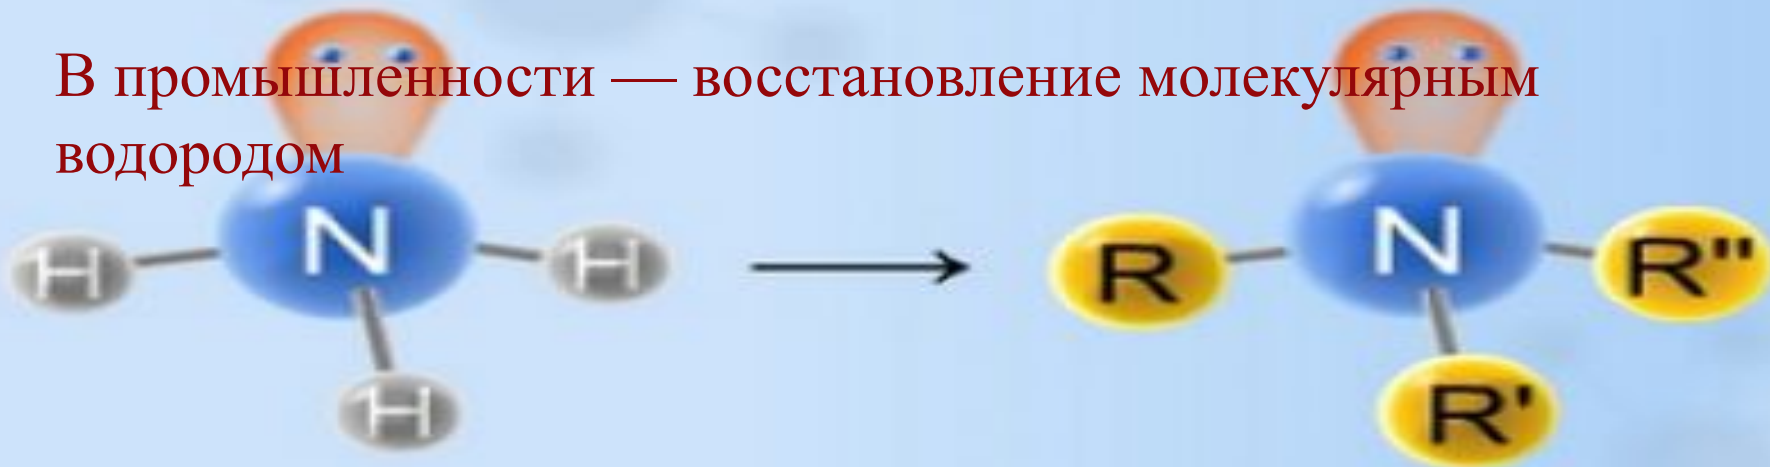 В промышленности — восстановление молекулярным
водородом
N N
H H R R"
H R'